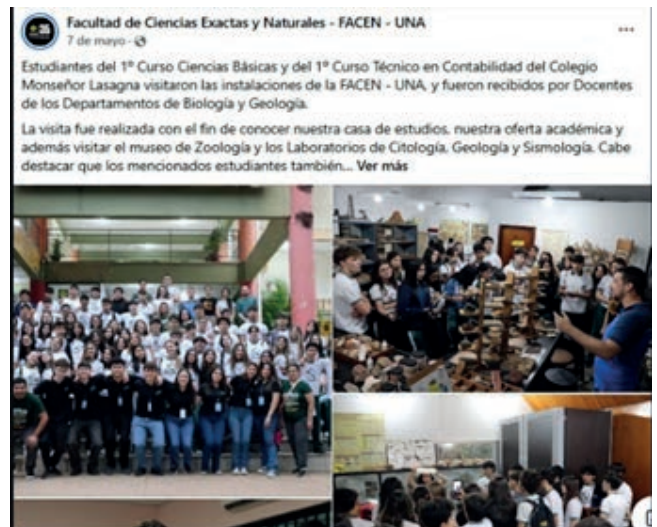 Facultad de Ciencias Exactas y Naturales - FACEN - UNA
7 de mayo ·
Estudiantes del 1º Curso Ciencias Básicas y del 1º Curso Técnico en Contabilidad del Colegio
Monseñor Lasagna visitaron las instalaciones de la FACEN - UNA, y fueron recibidos por Docentes
de los Departamentos de Biología y Geología.
La visita fue realizada con el fin de conocer nuestra casa de estudios, nuestra oferta académica y
además visitar el museo de Zoología y los Laboratorios de Citología, Geología y Sismología. Cabe
destacar que los mencionados estudiantes también... Ver más